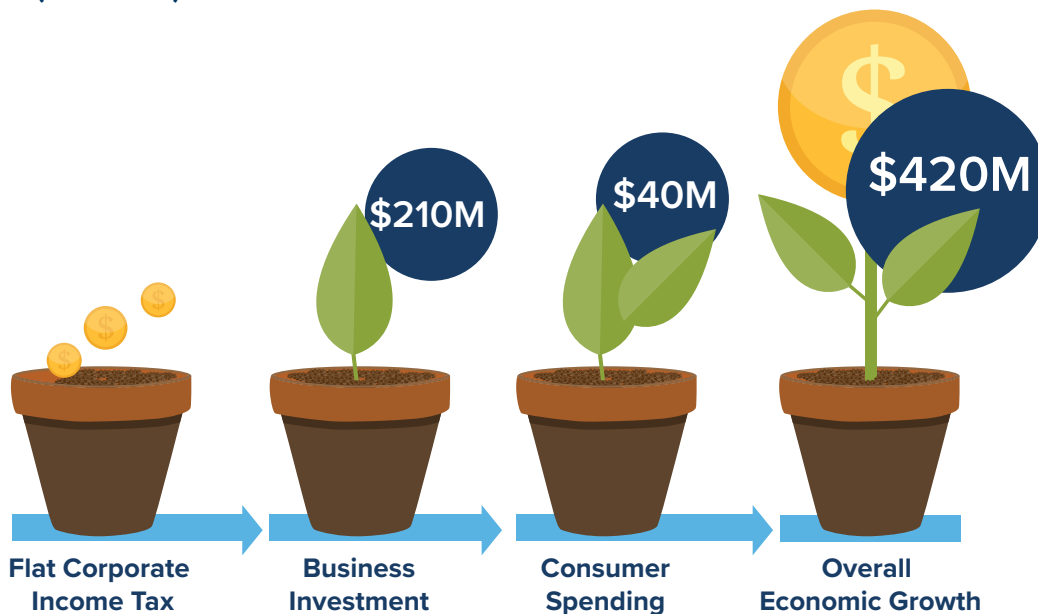 $210M
$40M
$420M
Flat Corporate
Income Tax
Business
Investment
Consumer
Spending
Overall
Economic Growth